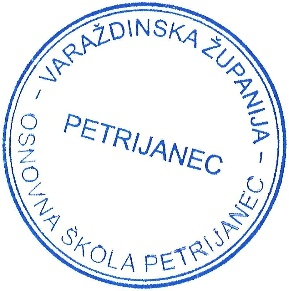 - VARAŽDINSKA ŽUPANIJA -
OSNOVNA ŠKOLA PETRIJANEC
PETRIJANEC